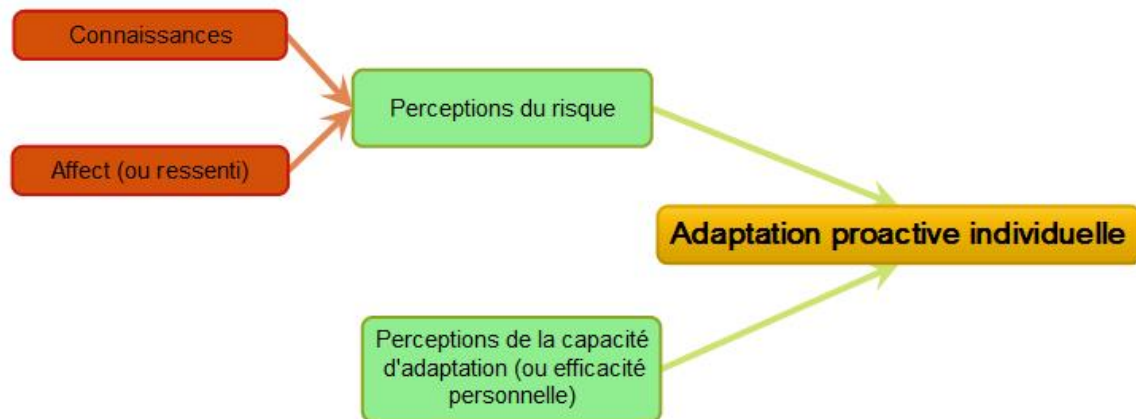 Connaissances
Perceptions du risque
Affect (ou ressenti)
Adaptation proactive individuelle
Perceptions de la capacité
d'adaptation (ou efficacité
personnelle)